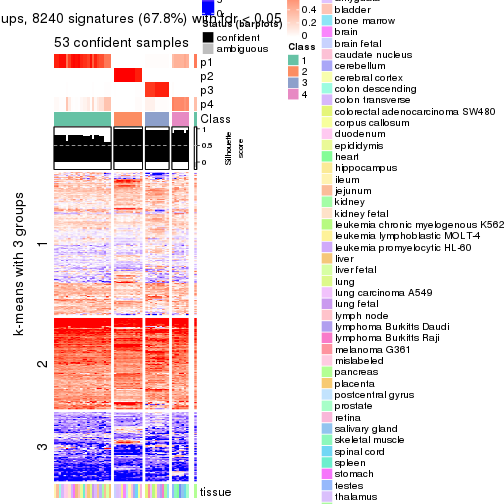 ups, 8240 signatures (67.8%) with fdr < 0.05
53 confident samples
p1
p2
p3
p4
Class
1
0.5
0
Silhouette
score
k-means with 3 groups
1
2
3
tissue
0
Status (barplots)
confident
ambiguous
0.4
0.2
0
Class
1
2
3
4
bladder
bone marrow
brain
brain fetal
caudate nucleus
cerebellum
cerebral cortex
colon descending
colon transverse
colorectal adenocarcinoma SW480
corpus callosum
duodenum
epididymis
heart
hippocampus
ileum
jejunum
kidney
kidney fetal
leukemia chronic myelogenous K562
leukemia lymphoblastic MOLT-4
leukemia promyelocytic HL-60
liver
liver fetal
lung
lung carcinoma A549
lung fetal
lymph node
lymphoma Burkitts Daudi
lymphoma Burkitts Raji
melanoma G361
mislabeled
pancreas
placenta
postcentral gyrus
prostate
retina
salivary gland
skeletal muscle
spinal cord
spleen
stomach
testes
thalamus